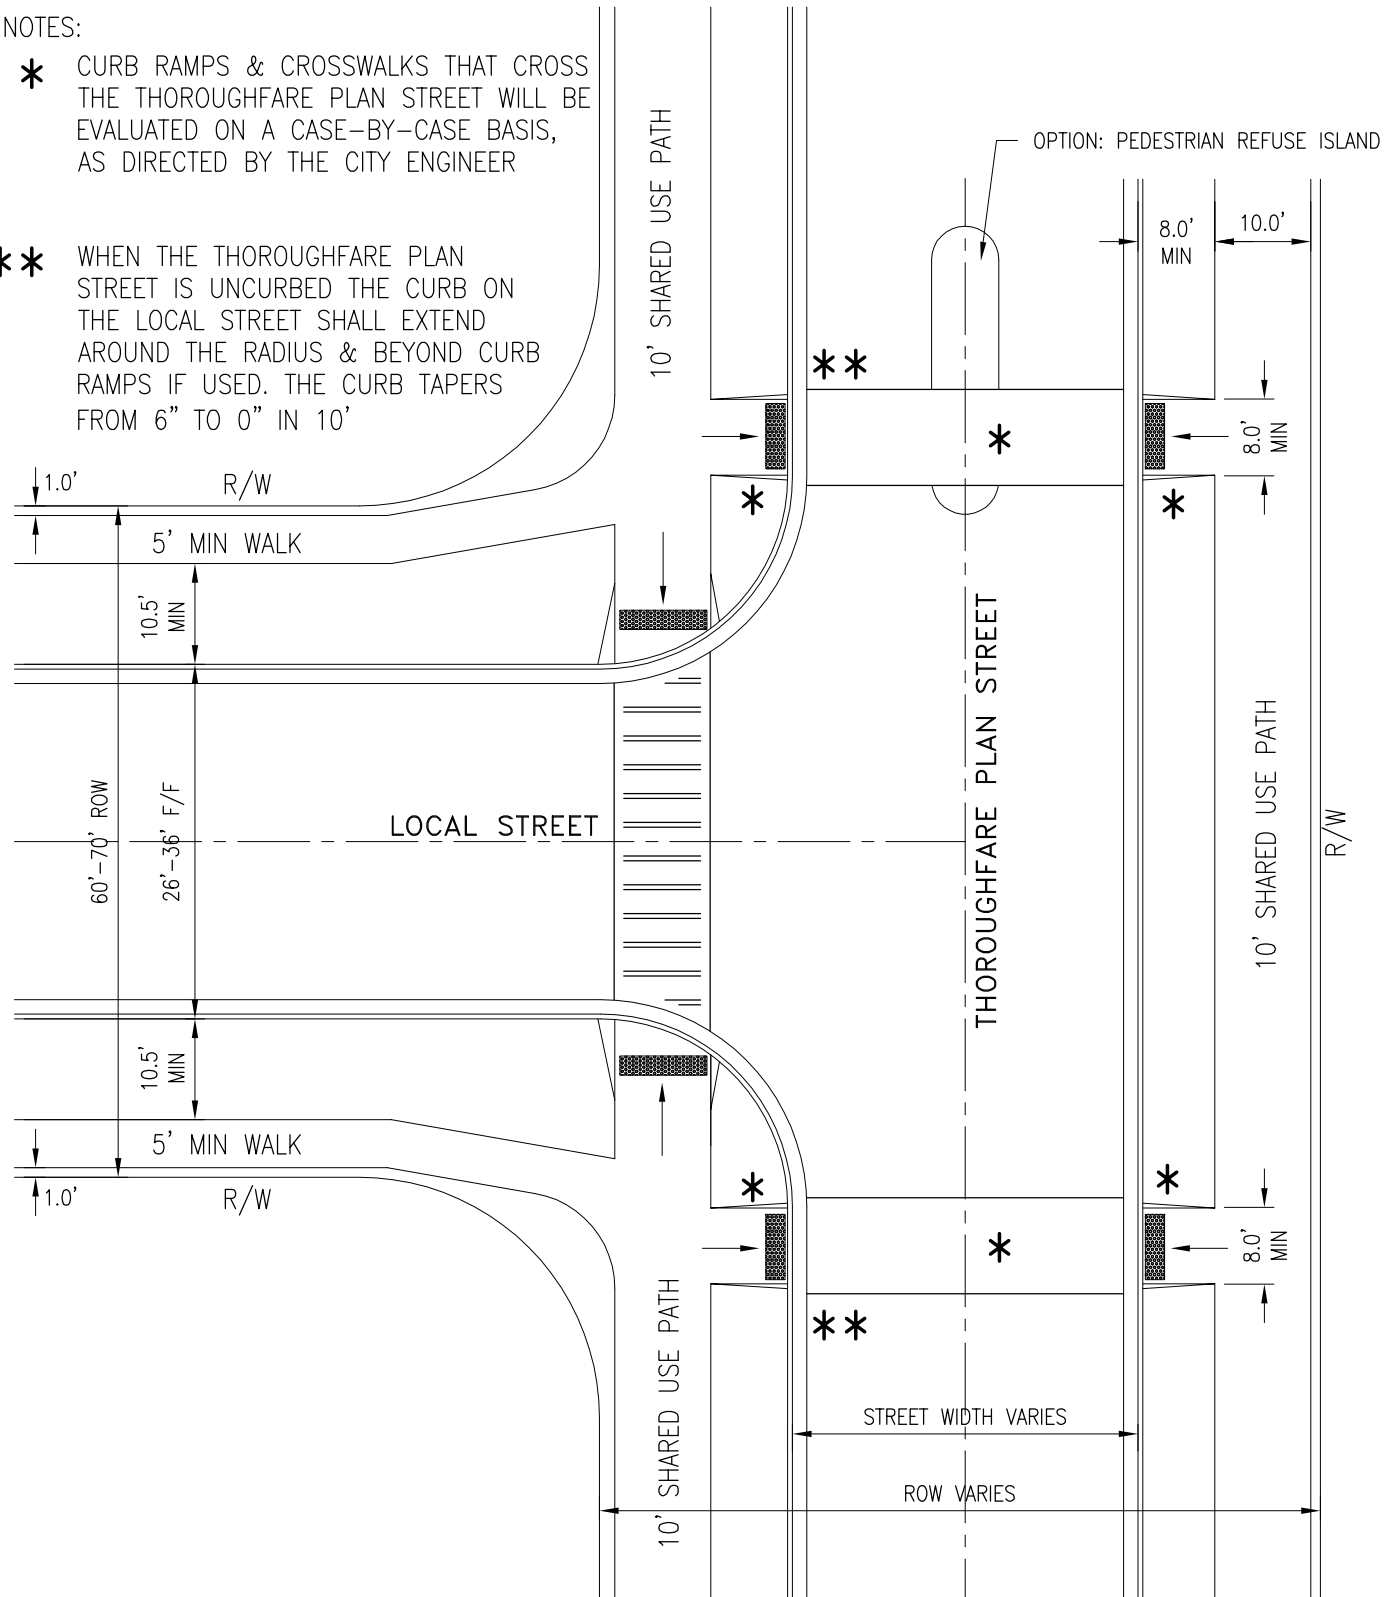 NOTES:
* CURB RAMPS & CROSSWALKS THAT CROSS
THE THOROUGHFARE PLAN STREET WILL BE
EVALUATED ON A CASE-BY-CASE BASIS,
AS DIRECTED BY THE CITY ENGINEER
** WHEN THE THOROUGHFARE PLAN
STREET IS UNCURBED THE CURB ON
THE LOCAL STREET SHALL EXTEND
AROUND THE RADIUS & BEYOND CURB
RAMPS IF USED. THE CURB TAPERS
FROM 6" TO 0" IN 10'
10' SHARED USE PATH
OPTION: PEDESTRIAN REFUSE ISLAND
8.0'
MIN
10.0'
**
*
8.0'
MIN
*
*
1.0'
R/W
5' MIN WALK
10.5'
MIN
60'-70' ROW
26'-36' F/F
LOCAL STREET
THOROUGHFARE PLAN STREET
10' SHARED USE PATH
R/W
10.5'
MIN
5' MIN WALK
1.0'
R/W
*
*
*
8.0'
MIN
**
10' SHARED USE PATH
STREET WIDTH VARIES
ROW VARIES